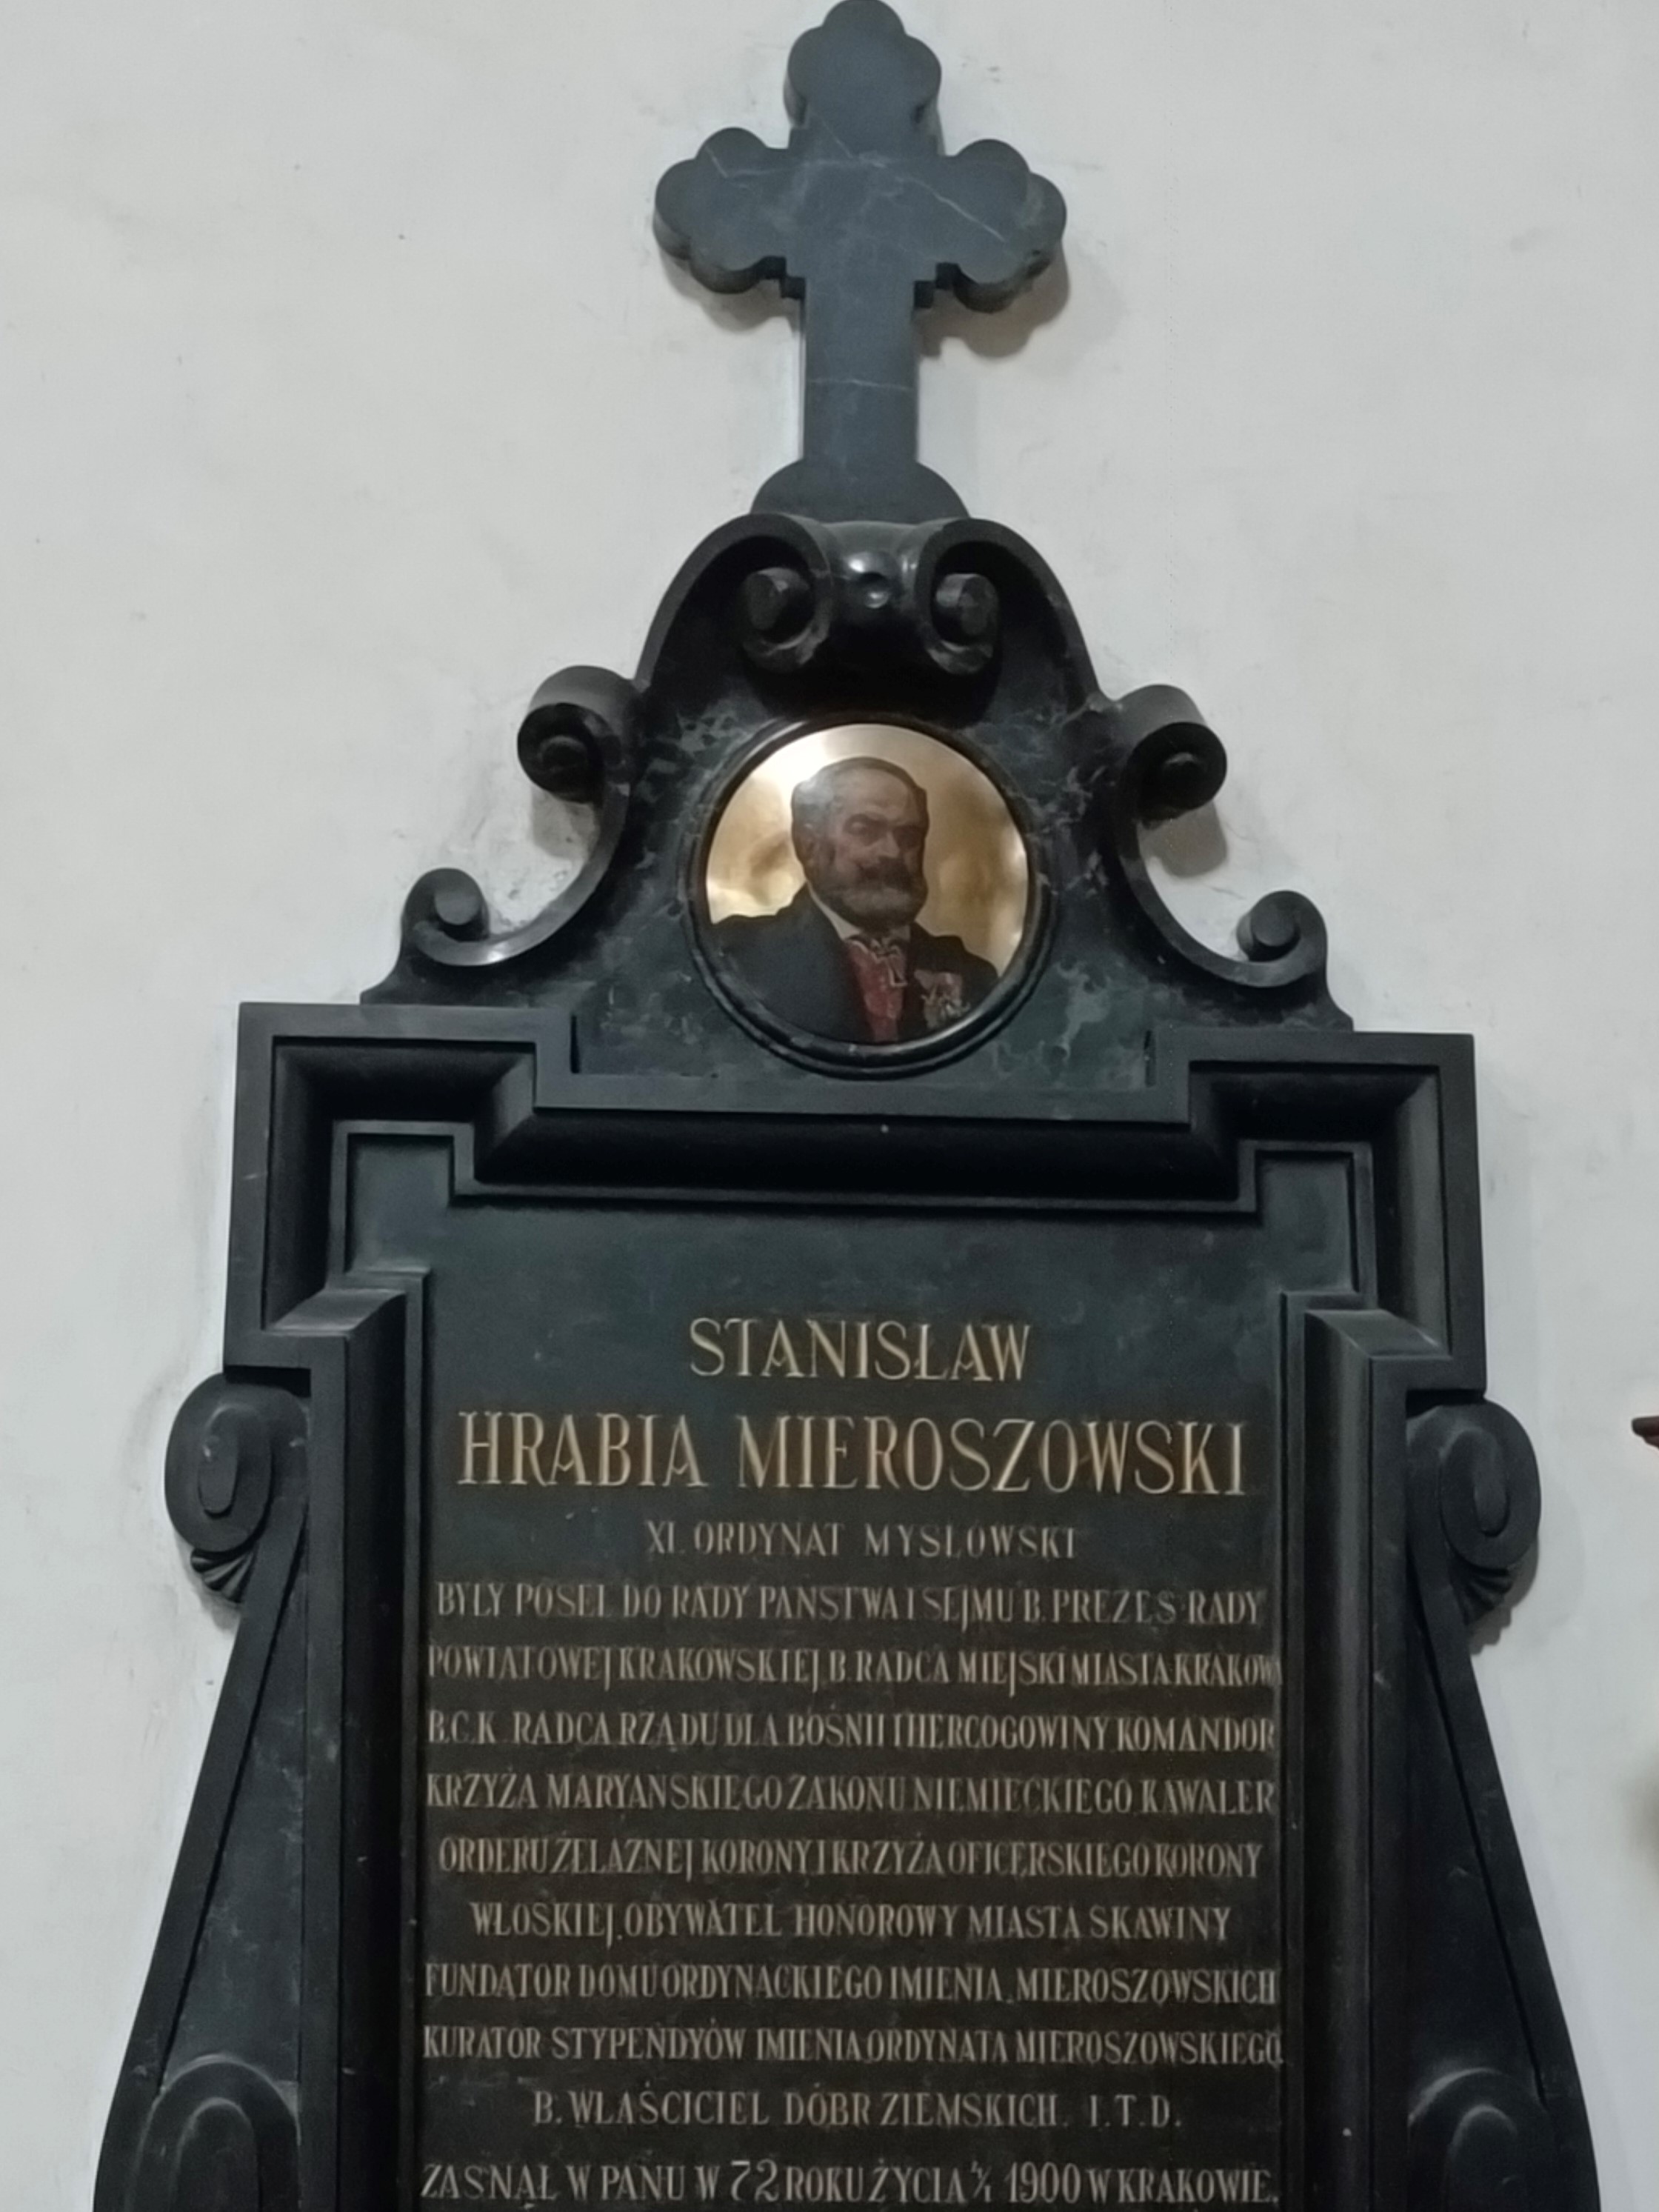 STANISŁAW
HRABIA MIEROSZOWSKI
XI. ORDYNAT MYSŁOWSKI
BYŁY POSEŁ DO RADY PAŃSTWA I SEJMU B. PREZES RADY
POWIATOWEJ KRAKOWSKIEJ B. RADCA MIEJSKI MIASTA KRAKOWA
B.C.K. RADCA RZĄDU DLA BOŚNII I HERCOGOWINY KOMANDOR
KRZYŻA MARYAŃSKIEGO ZAKONU NIEMIECKIEGO KAWALER
ORDERU ŻELAZNEJ KORONY I KRZYŻA OFICERSKIEGO KORONY
WŁOSKIEJ, OBYWATEL HONOROWY MIASTA SKAWINY
FUNDATOR DOMU ORDYNACKIEGO IMIENIA MIEROSZOWSKICH
KURATOR STYPENDYÓW IMIENIA ORDYNATA MIEROSZOWSKIEGO.
B. WŁAŚCICIEL DÓBR ZIEMSKICH. I.T.D.
ZASNĄŁ W PANU W 72 ROKU ŻYCIA 1900 W KRAKOWIE.